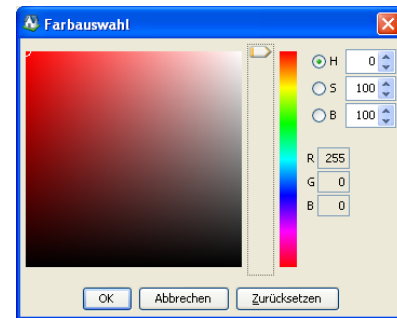 Farbauswahl
H 0
S 100
B 100
R 255
G 0
B 0
OK Abbrechen Zurücksetzen